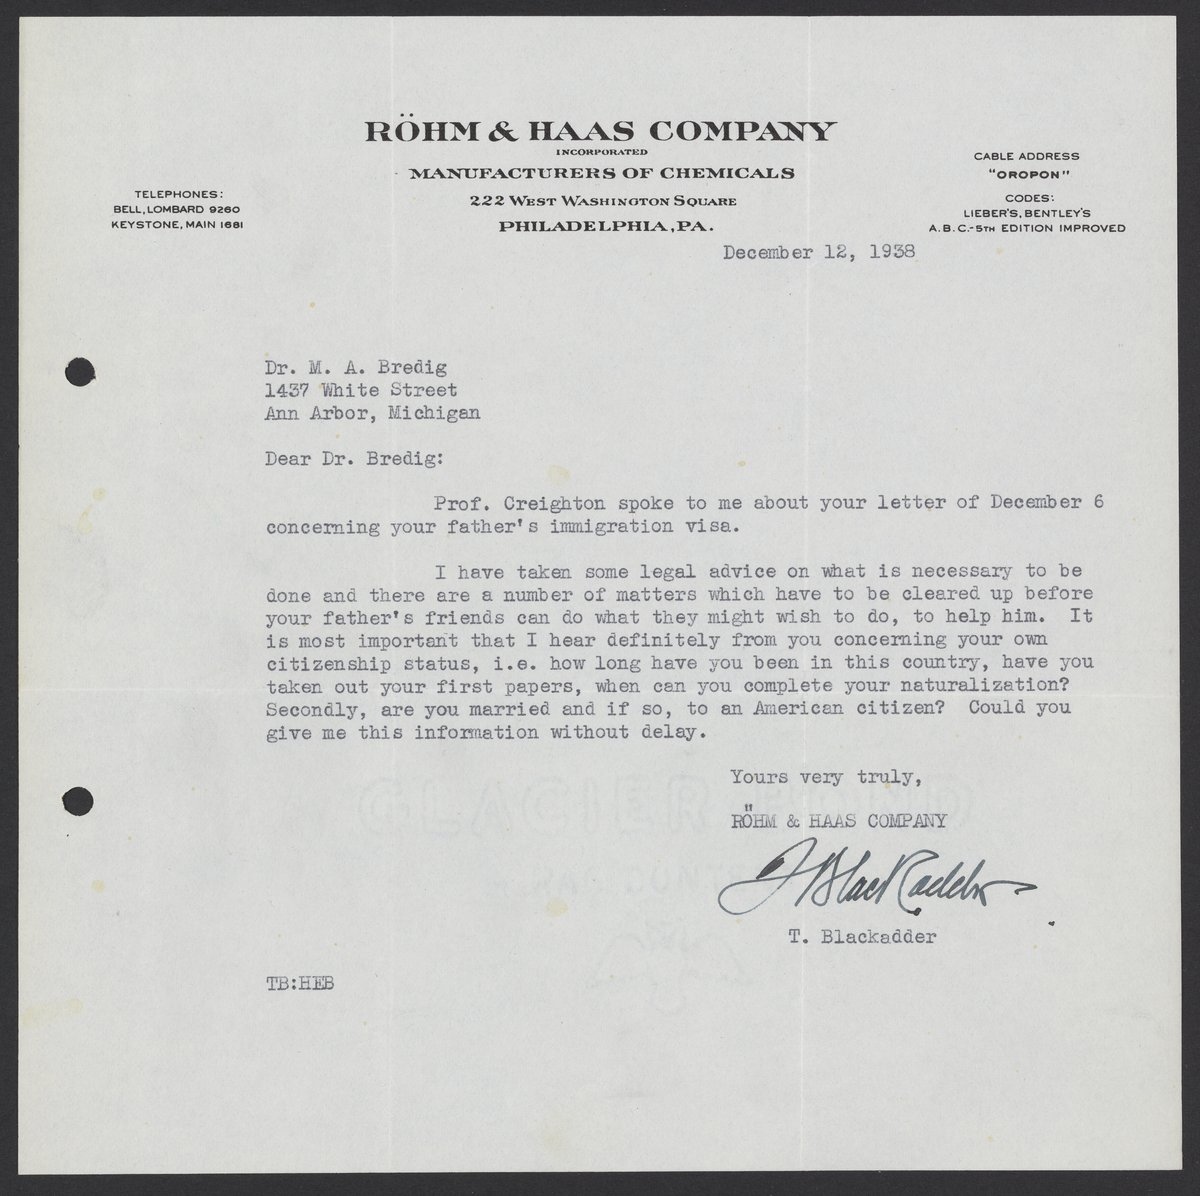 RÖHM & HAAS COMPANY
INCORPORATED
MANUFACTURERS OF CHEMICALS
222 WEST WASHINGTON SQUARE
PHILADELPHIA, PA.
TELEPHONES:
BELL, LOMBARD 9260
KEYSTONE, MAIN 1681
CABLE ADDRESS
"OROPON"
CODES:
LIEBER'S, BENTLEY'S
A.B.C.-5TH EDITION IMPROVED
December 12, 1938
Dr. M. A. Bredig
1437 White Street
Ann Arbor, Michigan
Dear Dr. Bredig:
Prof. Creighton spoke to me about your letter of December 6
concerning your father's immigration visa.
I have taken some legal advice on what is necessary to be
done and there are a number of matters which have to be cleared up before
your father's friends can do what they might wish to do, to help him. It
is most important that I hear definitely from you concerning your own
citizenship status, i.e. how long have you been in this country, have you
taken out your first papers, when can you complete your naturalization?
Secondly, are you married and if so, to an American citizen? Could you
give me this information without delay.
Yours very truly,
RÖHM & HAAS COMPANY
T Blackadder
T. Blackadder
TB:HEB